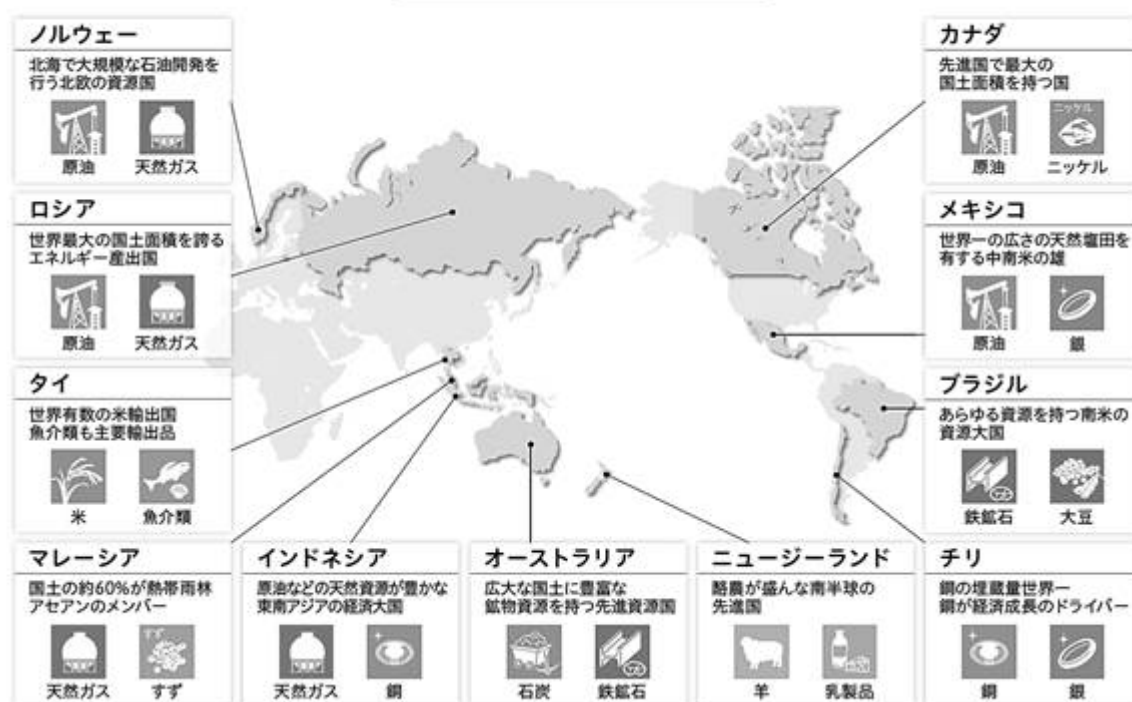 ノルウェー
北海で大規模な石油開発を
行う北欧の資源国
原油
天然ガス
ロシア
世界最大の国土面積を誇る
エネルギー産出国
原油
天然ガス
タイ
世界有数の米輸出国
魚介類も主要輸出品
米
魚介類
マレーシア
国土の約60%が熱帯雨林
アセアンのメンバー
天然ガス
すず
すず
インドネシア
原油などの天然資源が豊かな
東南アジアの経済大国
天然ガス
銅
オーストラリア
広大な国土に豊富な
鉱物資源を持つ先進資源国
石炭
鉄鉱石
ニュージーランド
酪農が盛んな南半球の
先進国
羊
乳製品
カナダ
先進国で最大の
国土面積を持つ国
原油
ニッケル
ニッケル
メキシコ
世界一の広さの天然塩田を
有する中南米の雄
原油
銀
ブラジル
あらゆる資源を持つ南米の
資源大国
鉄鉱石
大豆
チリ
銅の埋蔵量世界一
銅が経済成長のドライバー
銅
銀